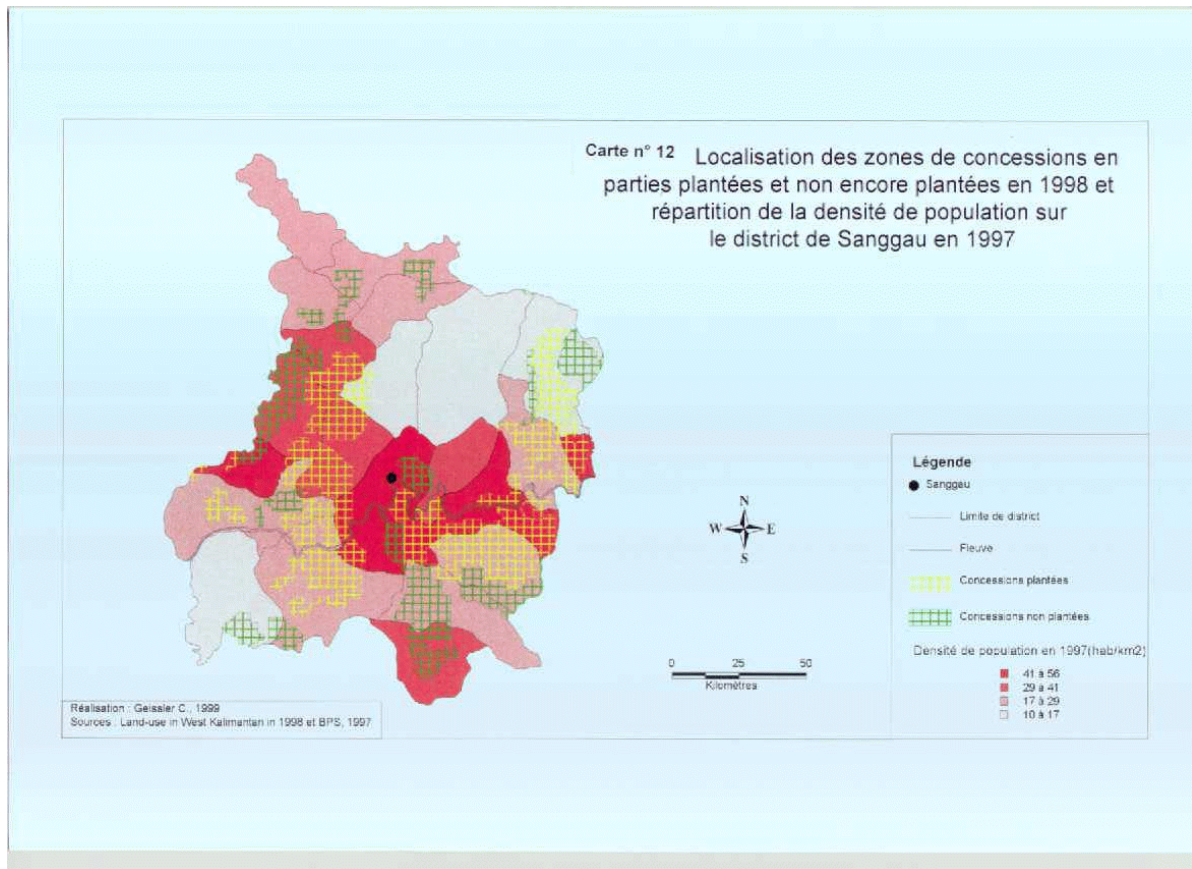 Carte n° 12 Localisation des zones de concessions en
parties plantées et non encore plantées en 1998 et
répartition de la densité de population sur
le district de Sanggau en 1997
N
W E
S
Légende
Sanggau
Limite de district
Fleuve
Concessions plantées
Concessions non plantées
Densité de population en 1997(hab/km2)
41 à 56
29 à 41
17 à 29
10 à 17
0 25 50
Kilomètres
Réalisation : Geissler C., 1999
Sources : Land-use in West Kalimantan in 1998 et BPS, 1997